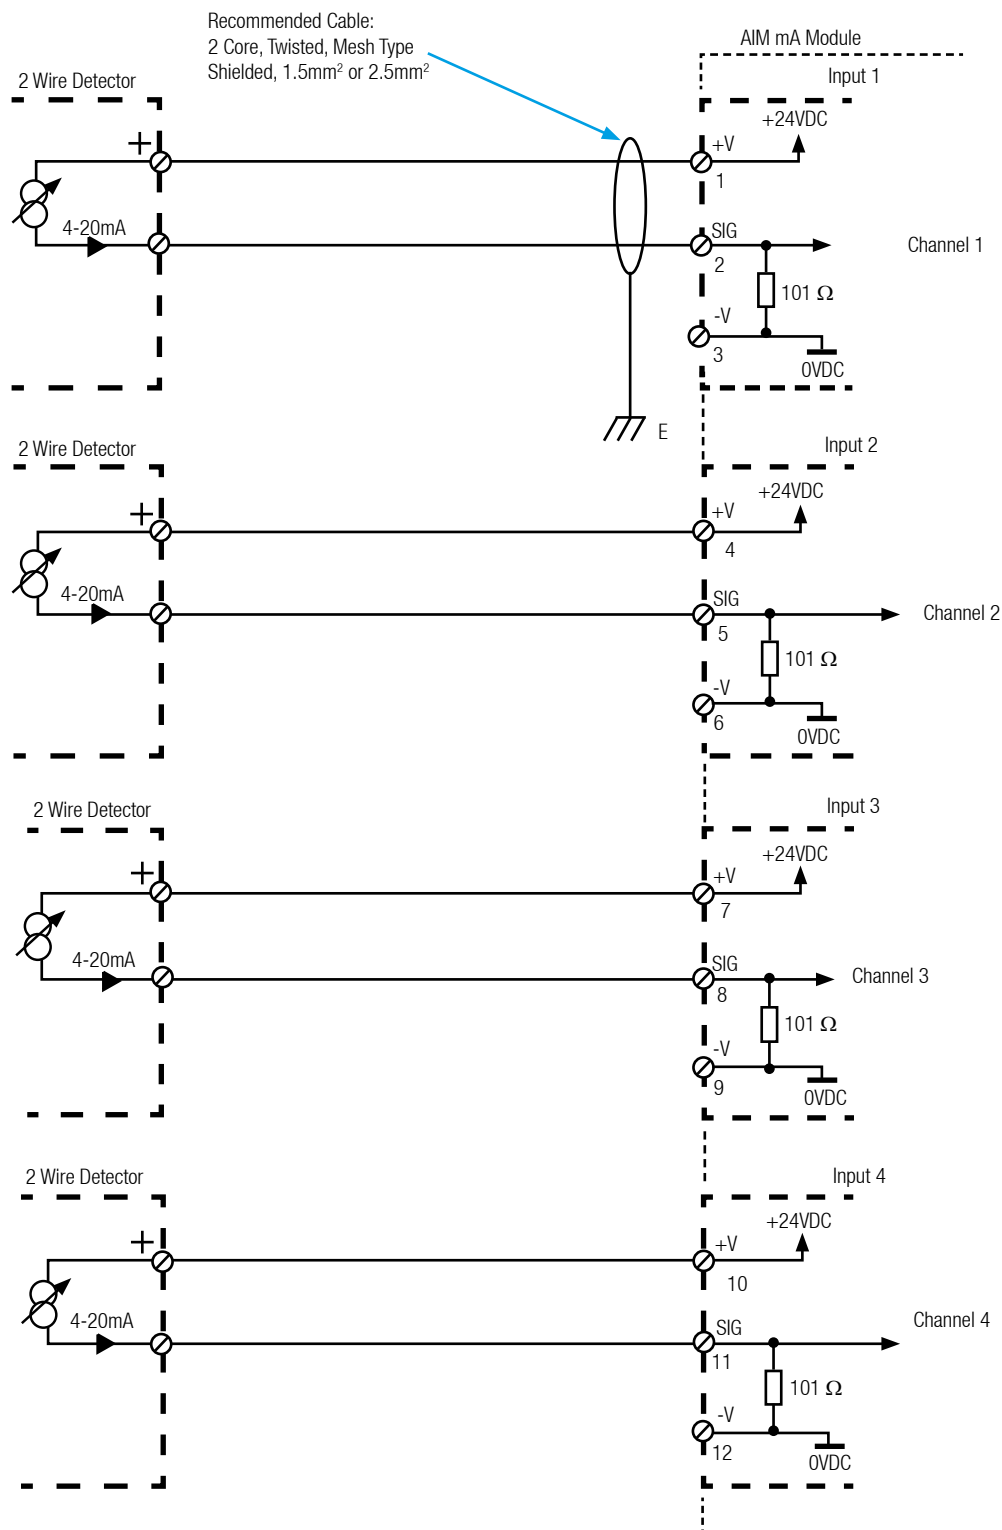 Recommended Cable:
2 Core, Twisted, Mesh Type
Shielded, 1.5mm² or 2.5mm²
AIM mA Module
2 Wire Detector
Input 1
+24VDC
+
+V
1
4-20mA
SIG
2
Channel 1
101 Ω
-V
3
0VDC
E
2 Wire Detector
Input 2
+24VDC
+
+V
4
4-20mA
SIG
5
Channel 2
101 Ω
-V
6
0VDC
2 Wire Detector
Input 3
+24VDC
+
+V
7
4-20mA
SIG
8
Channel 3
101 Ω
-V
9
0VDC
2 Wire Detector
Input 4
+24VDC
+
+V
10
4-20mA
SIG
11
Channel 4
101 Ω
-V
12
0VDC